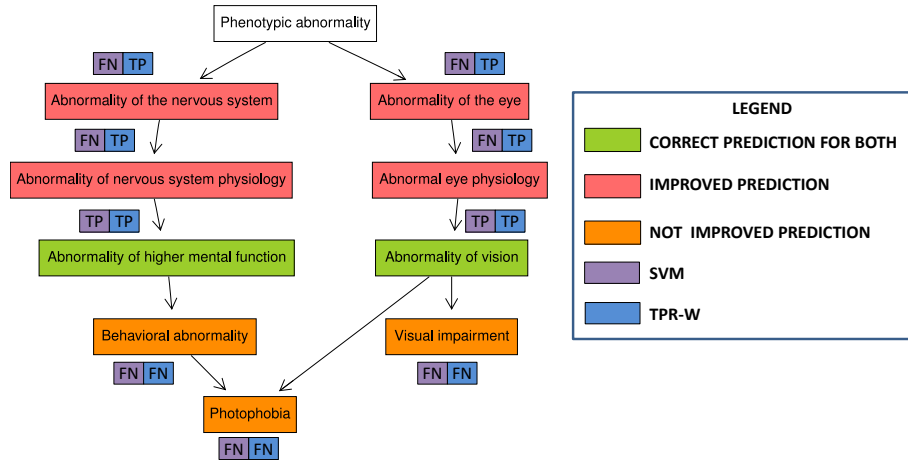 Phenotypic abnormality
FN TP
FN TP
Abnormality of the nervous system
Abnormality of the eye
FN TP
FN TP
Abnormality of nervous system physiology
Abnormal eye physiology
TP TP
TP TP
Abnormality of higher mental function
Abnormality of vision
Behavioral abnormality
Visual impairment
FN FN
FN FN
Photophobia
FN FN
LEGEND
CORRECT PREDICTION FOR BOTH
IMPROVED PREDICTION
NOT IMPROVED PREDICTION
SVM
TPR-W